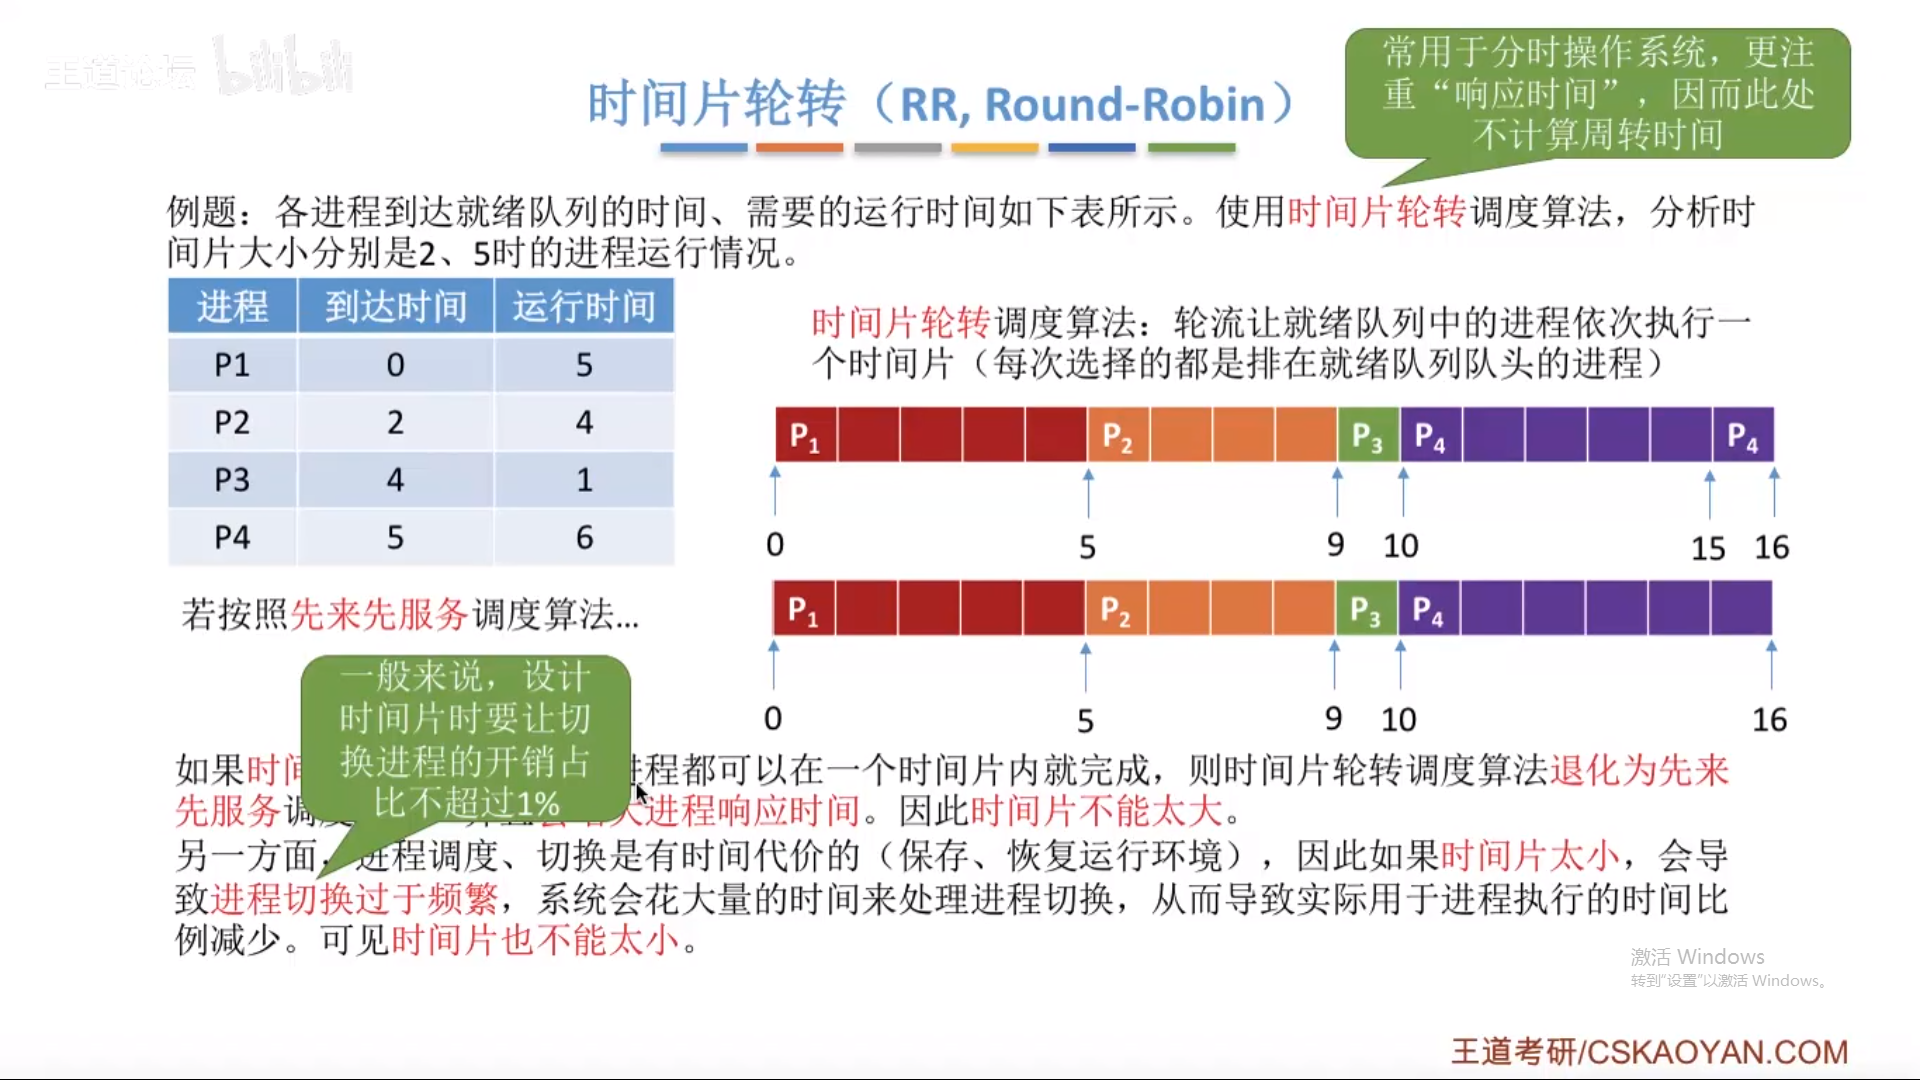 王道论坛 bilibili
时间片轮转（RR, Round-Robin）
常用于分时操作系统，更注
重“响应时间”，因而此处
不计算周转时间
例题：各进程到达就绪队列的时间、需要的运行时间如下表所示。使用时间片轮转调度算法，分析时
间片大小分别是2、5时的进程运行情况。
进程 到达时间 运行时间
P1 0 5
P2 2 4
P3 4 1
P4 5 6
时间片轮转调度算法：轮流让就绪队列中的进程依次执行一
个时间片（每次选择的都是排在就绪队列队头的进程）
P1 P2 P3 P4 P4
0 5 9 10 15 16
若按照先来先服务调度算法...
P1 P2 P3 P4
0 5 9 10 16
一般来说，设计
时间片时要让切
换进程的开销占
比不超过1%
如果时间 进程都可以在一个时间片内就完成，则时间片轮转调度算法退化为先来
先服务调 大进程响应时间。因此时间片不能太大。
另一方面，进程调度、切换是有时间代价的（保存、恢复运行环境），因此如果时间片太小，会导
致进程切换过于频繁，系统会花大量的时间来处理进程切换，从而导致实际用于进程执行的时间比
例减少。可见时间片也不能太小。
激活 Windows
转到“设置”以激活 Windows。
王道考研/CSKAOYAN.COM